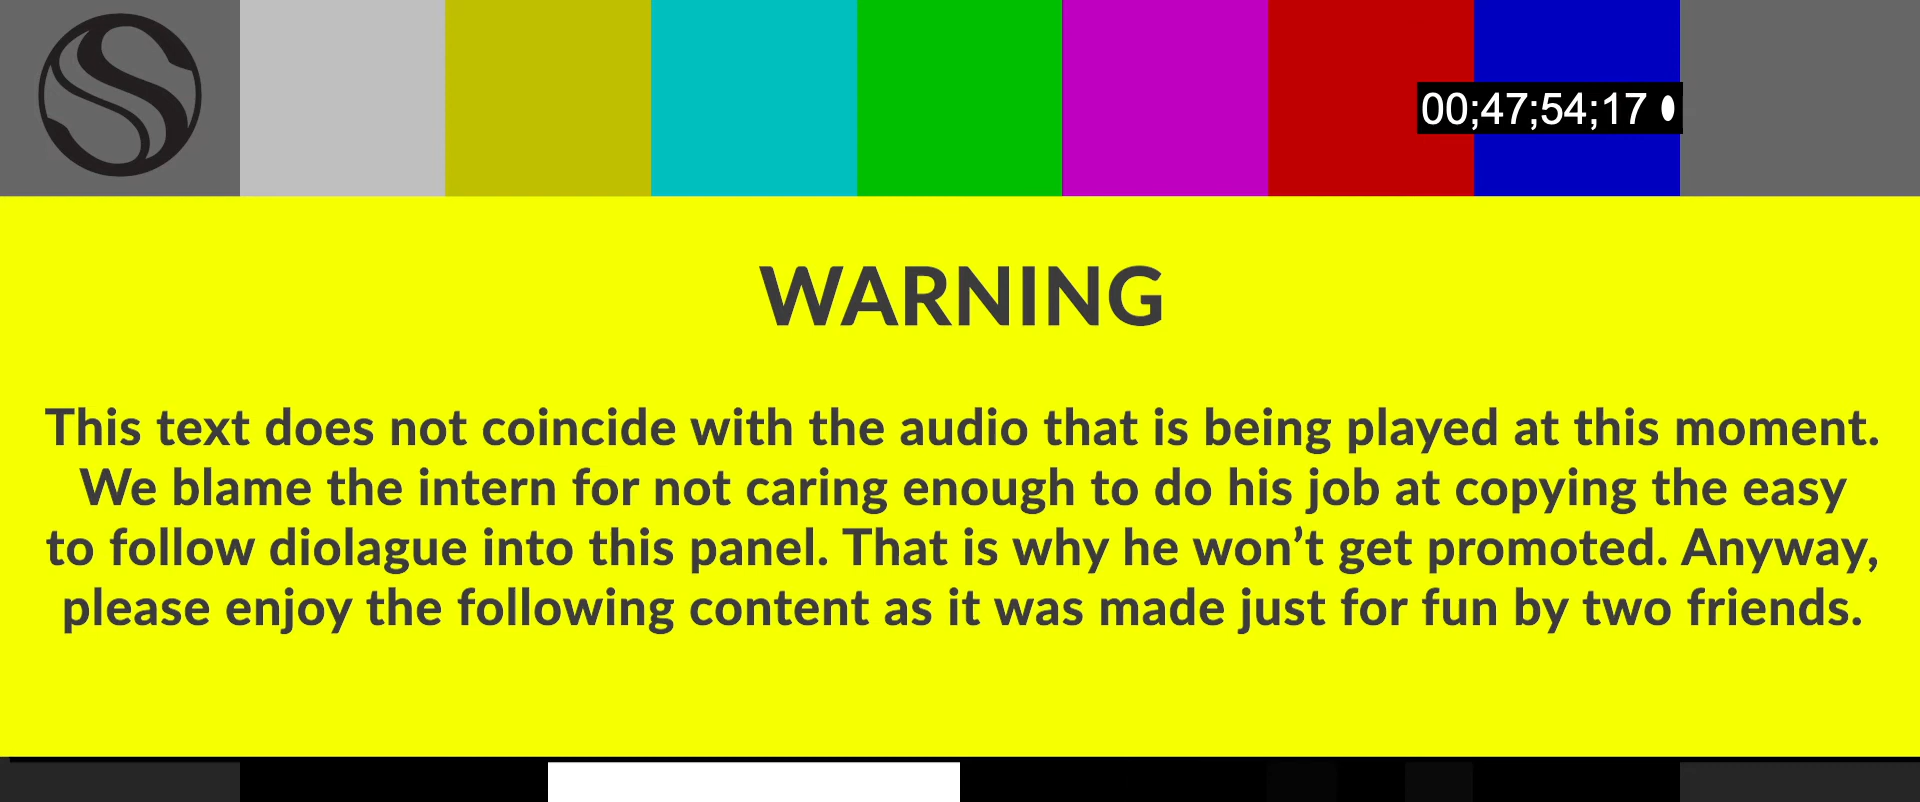 00;47;54;17
WARNING
This text does not coincide with the audio that is being played at this moment.
We blame the intern for not caring enough to do his job at copying the easy
to follow diolague into this panel. That is why he won’t get promoted. Anyway,
please enjoy the following content as it was made just for fun by two friends.